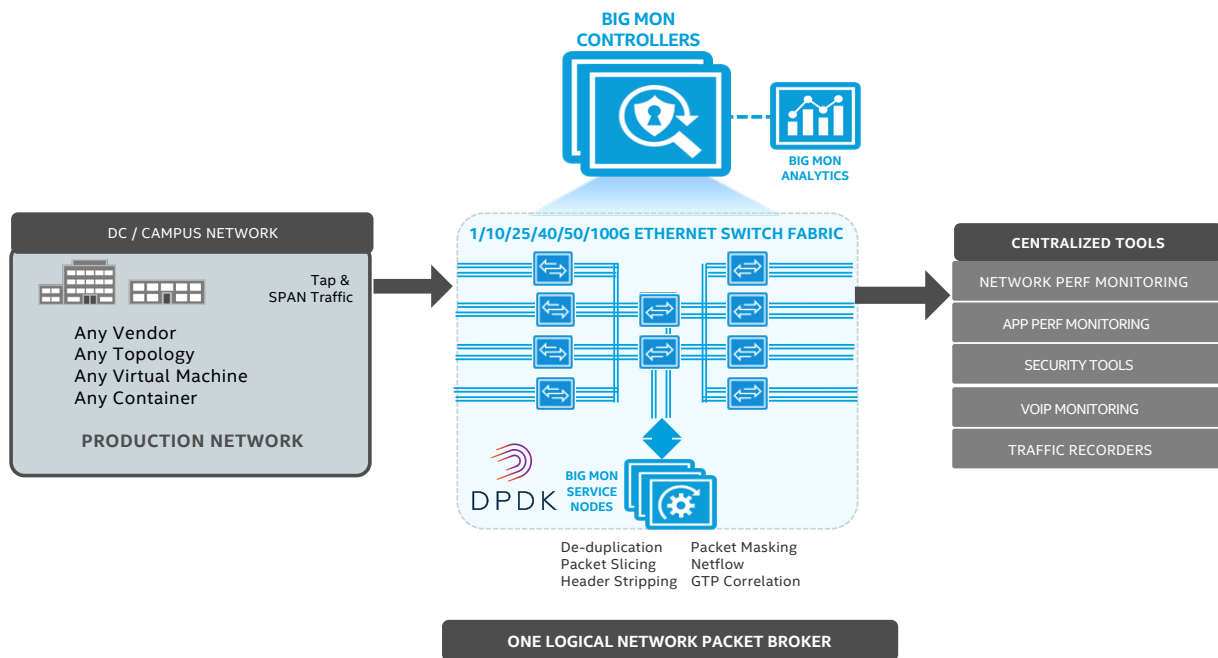 BIG MON
CONTROLLERS
BIG MON
ANALYTICS
DC / CAMPUS NETWORK
Tap &
SPAN Traffic
Any Vendor
Any Topology
Any Virtual Machine
Any Container
PRODUCTION NETWORK
1/10/25/40/50/100G ETHERNET SWITCH FABRIC
DPDK
BIG MON
SERVICE
NODES
De-duplication
Packet Slicing
Header Stripping
Packet Masking
Netflow
GTP Correlation
CENTRALIZED TOOLS
NETWORK PERF MONITORING
APP PERF MONITORING
SECURITY TOOLS
VOIP MONITORING
TRAFFIC RECORDERS
ONE LOGICAL NETWORK PACKET BROKER